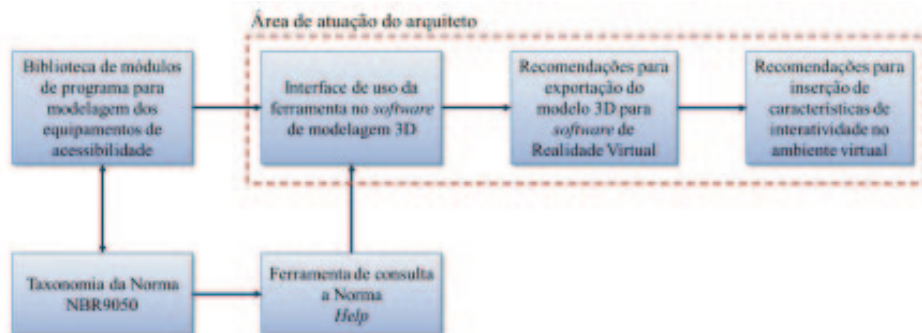 Área de atuação do arquiteto
Biblioteca de módulos
de programa para
modelagem dos
equipamentos de
acessibilidade
Interface de uso da
ferramenta no software
de modelagem 3D
Recomendações para
exportação do
modelo 3D para
software de
Realidade Virtual
Recomendações para
inserção de
características de
interatividade no
ambiente virtual
Taxonomia da Norma
NBR9050
Ferramenta de consulta
a Norma
Help